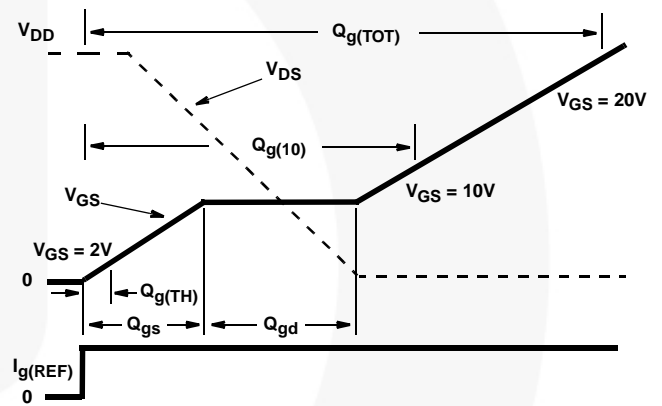 V_DD
Q_g(TOT)
V_DS
V_GS = 20V
Q_g(10)
V_GS
V_GS = 10V
V_GS = 2V
0
Q_g(TH)
Q_gs
Q_gd
I_g(REF)
0